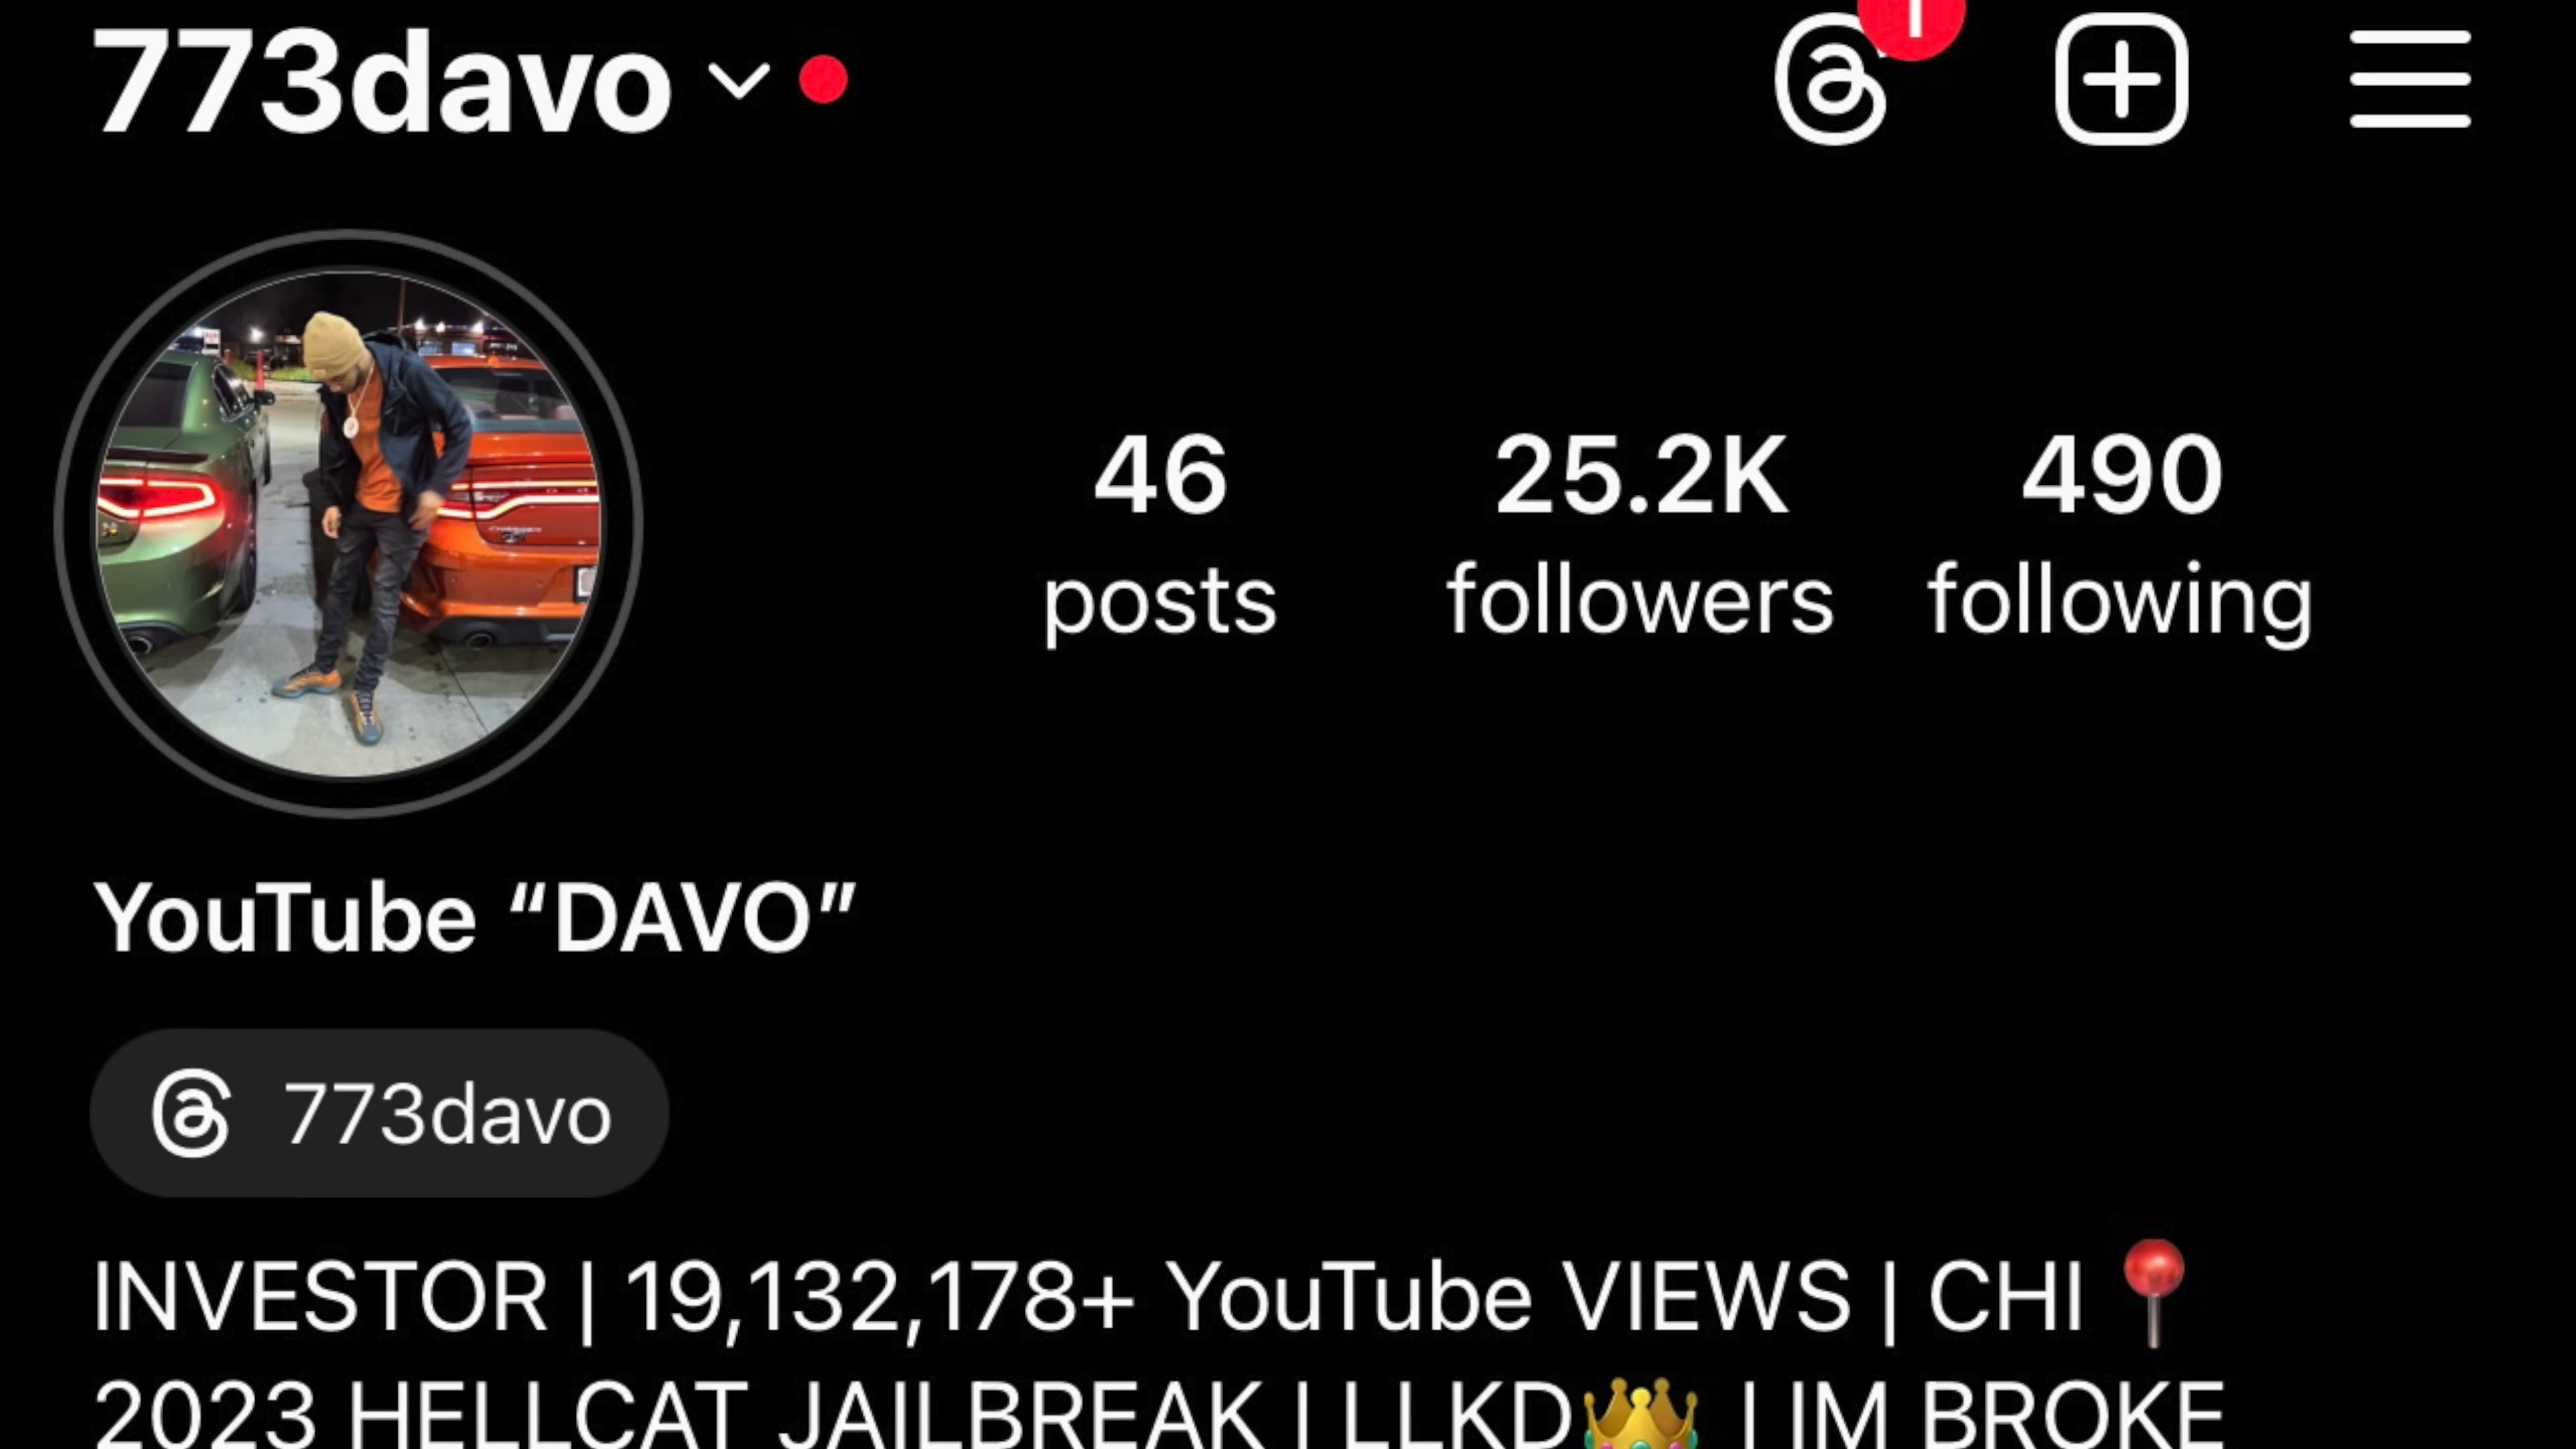 773davo
1
46 490
25.2K
posts followers following
YouTube “DAVO”
773davo
INVESTOR | 19,132,178+ YouTube VIEWS | CHI 📍
2023 HELLCAT JAILBREAK | LLKD👑 | IM BROKE